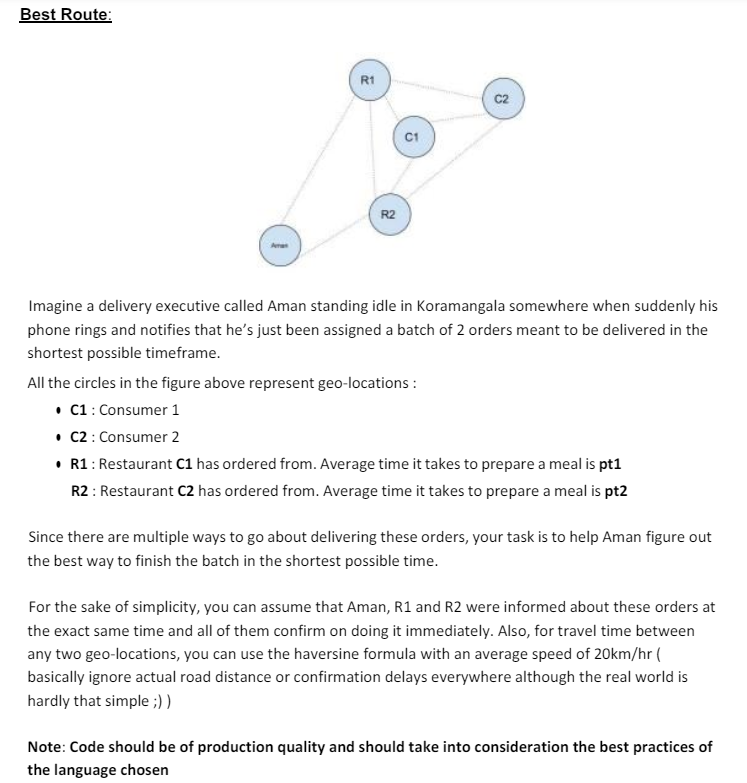 Best Route:
R1
C2
C1
R2
Aman
Imagine a delivery executive called Aman standing idle in Koramangala somewhere when suddenly his
phone rings and notifies that he’s just been assigned a batch of 2 orders meant to be delivered in the
shortest possible timeframe.
All the circles in the figure above represent geo-locations :
• C1 : Consumer 1
• C2 : Consumer 2
• R1 : Restaurant C1 has ordered from. Average time it takes to prepare a meal is pt1
R2 : Restaurant C2 has ordered from. Average time it takes to prepare a meal is pt2
Since there are multiple ways to go about delivering these orders, your task is to help Aman figure out
the best way to finish the batch in the shortest possible time.
For the sake of simplicity, you can assume that Aman, R1 and R2 were informed about these orders at
the exact same time and all of them confirm on doing it immediately. Also, for travel time between
any two geo-locations, you can use the haversine formula with an average speed of 20km/hr (
basically ignore actual road distance or confirmation delays everywhere although the real world is
hardly that simple ;) )
Note: Code should be of production quality and should take into consideration the best practices of
the language chosen